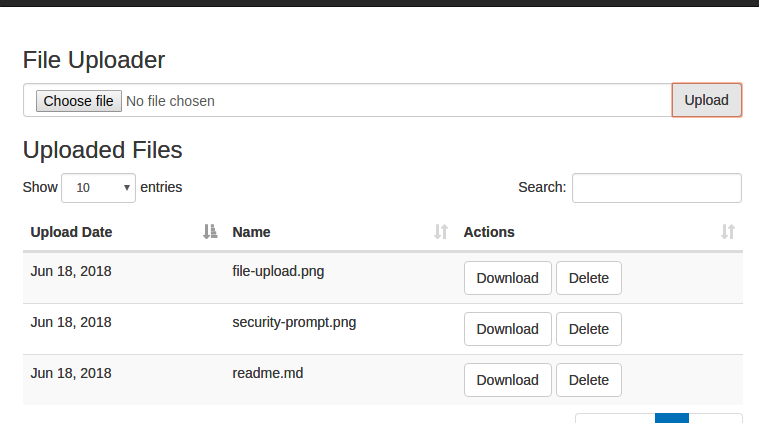 File Uploader
Choose file No file chosen Upload
Uploaded Files
Show 10 entries Search:
Upload Date Name Actions
Jun 18, 2018 file-upload.png Download Delete
Jun 18, 2018 security-prompt.png Download Delete
Jun 18, 2018 readme.md Download Delete